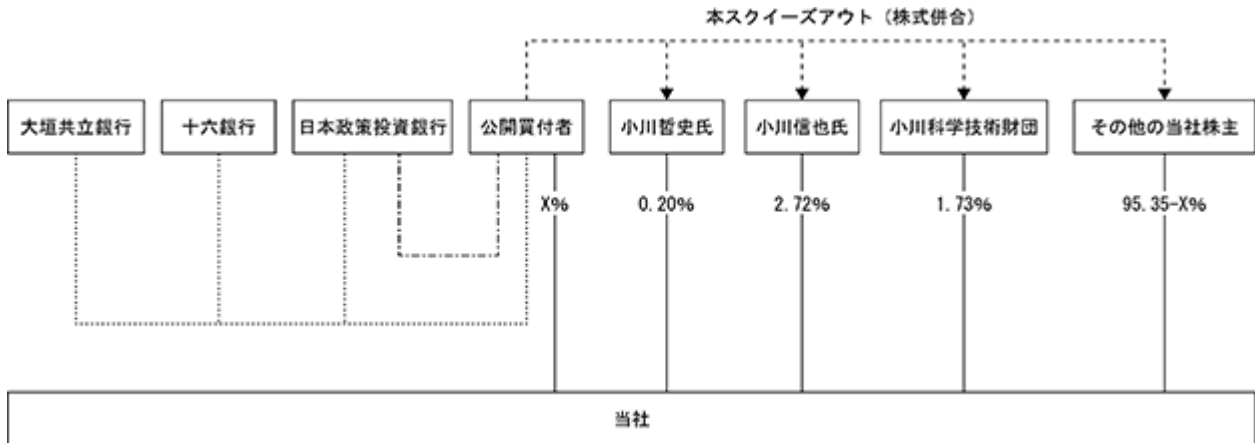 本スクイーズアウト（株式併合）
大垣共立銀行
十六銀行
日本政策投資銀行
公開買付者
小川哲史氏
小川信也氏
小川科学技術財団
その他の当社株主
X%
0.20%
2.72%
1.73%
95.35-X%
当社